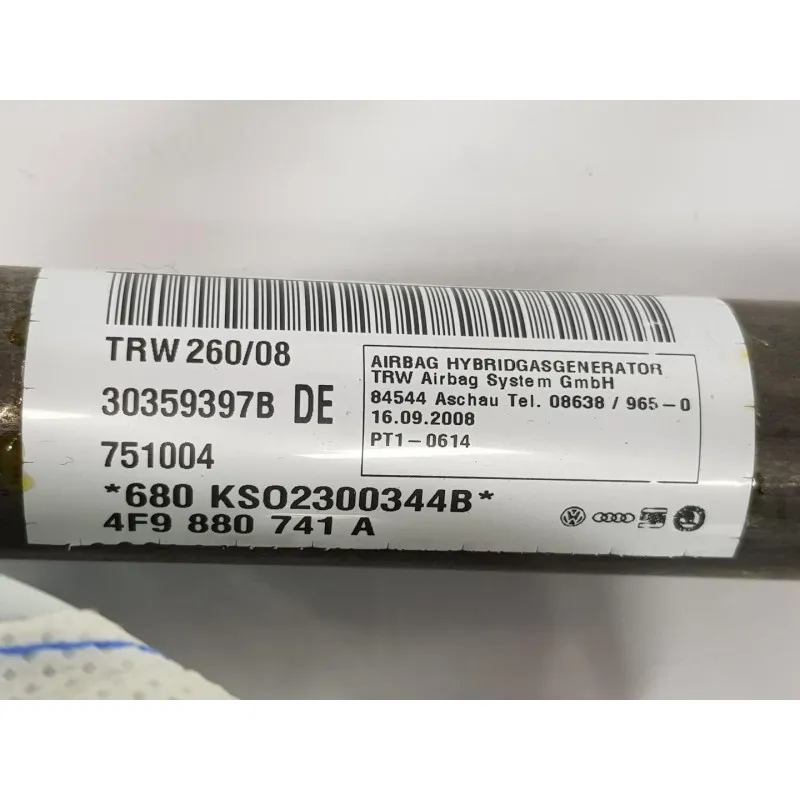 TRW 260/08
30359397B DE
751004
AIRBAG HYBRIDGASGENERATOR
TRW Airbag System GmbH
84544 Aschau Tel. 08638 / 965-0
16.09.2008
PT1-0614
*680 KSO2300344B*
4F9 880 741 A